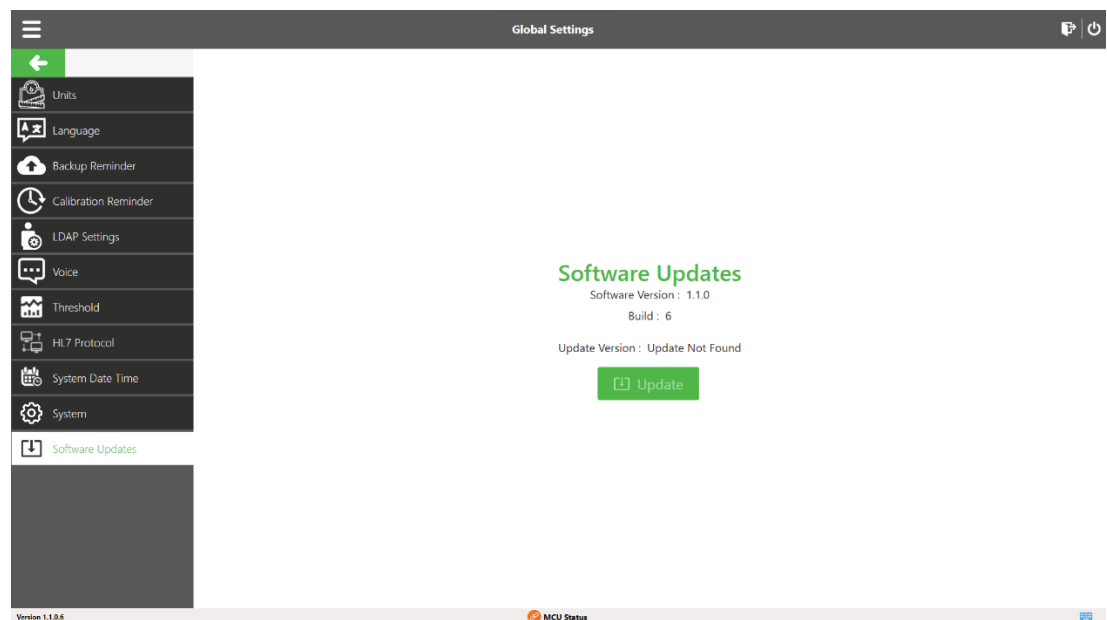 Global Settings
Units
Language
Backup Reminder
Calibration Reminder
LDAP Settings
Voice
Threshold
HL7 Protocol
System Date Time
System
Software Updates
Software Updates
Software Version : 1.1.0
Build : 6
Update Version : Update Not Found
Update
Version 1.1.0.6
MCU Status